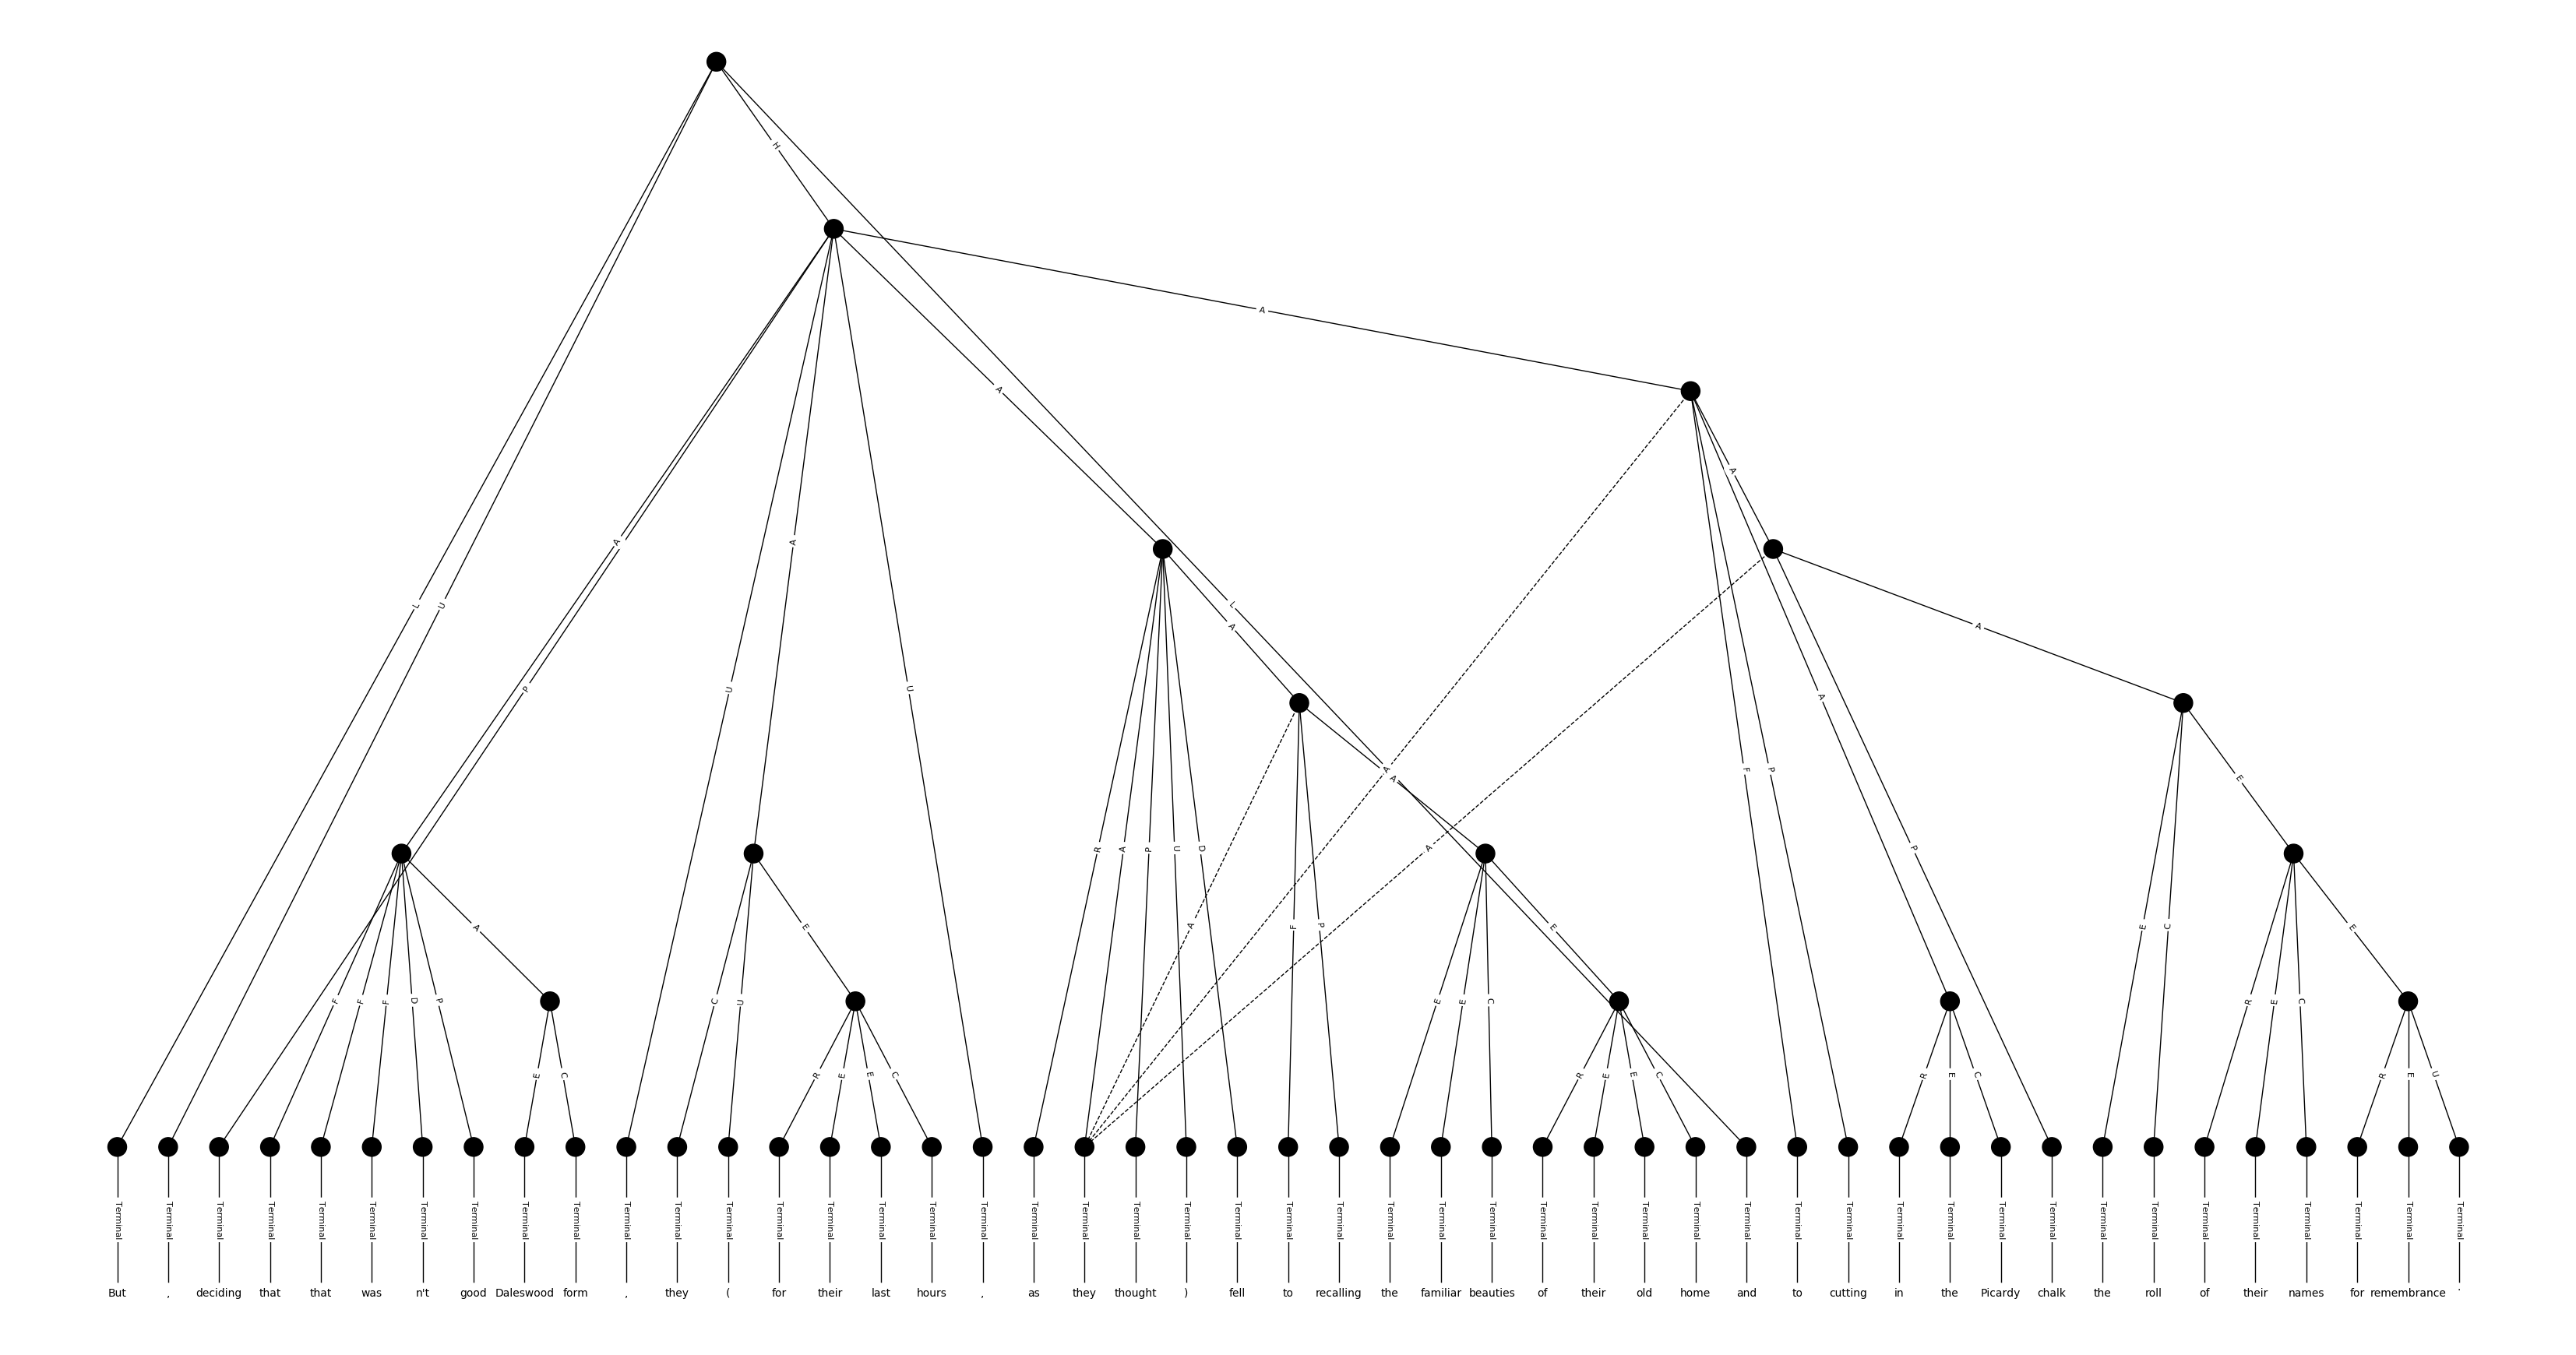 H
A
A
A
A
P
A
L
U
L
A
A
U
U
A
P
F
P
A
A
E
R
A
P
U
D
A
P
A
E
A
F
P
E
E
C
E
F
F
F
D
P
C
U
E
E
C
R
E
C
E
C
R
E
E
C
R
E
E
C
R
E
C
R
E
U
Terminal Terminal Terminal Terminal Terminal Terminal Terminal Terminal Terminal Terminal Terminal Terminal Terminal Terminal Terminal Terminal Terminal Terminal Terminal Terminal Terminal Terminal Terminal Terminal Terminal Terminal Terminal Terminal Terminal Terminal Terminal Terminal Terminal Terminal Terminal Terminal Terminal Terminal Terminal Terminal Terminal Terminal Terminal Terminal Terminal Terminal Terminal
But , deciding that that was n't good Daleswood form , they ( for their last hours , as they thought ) fell to recalling the familiar beauties of their old home and to cutting in the Picardy chalk the roll of their names for remembrance